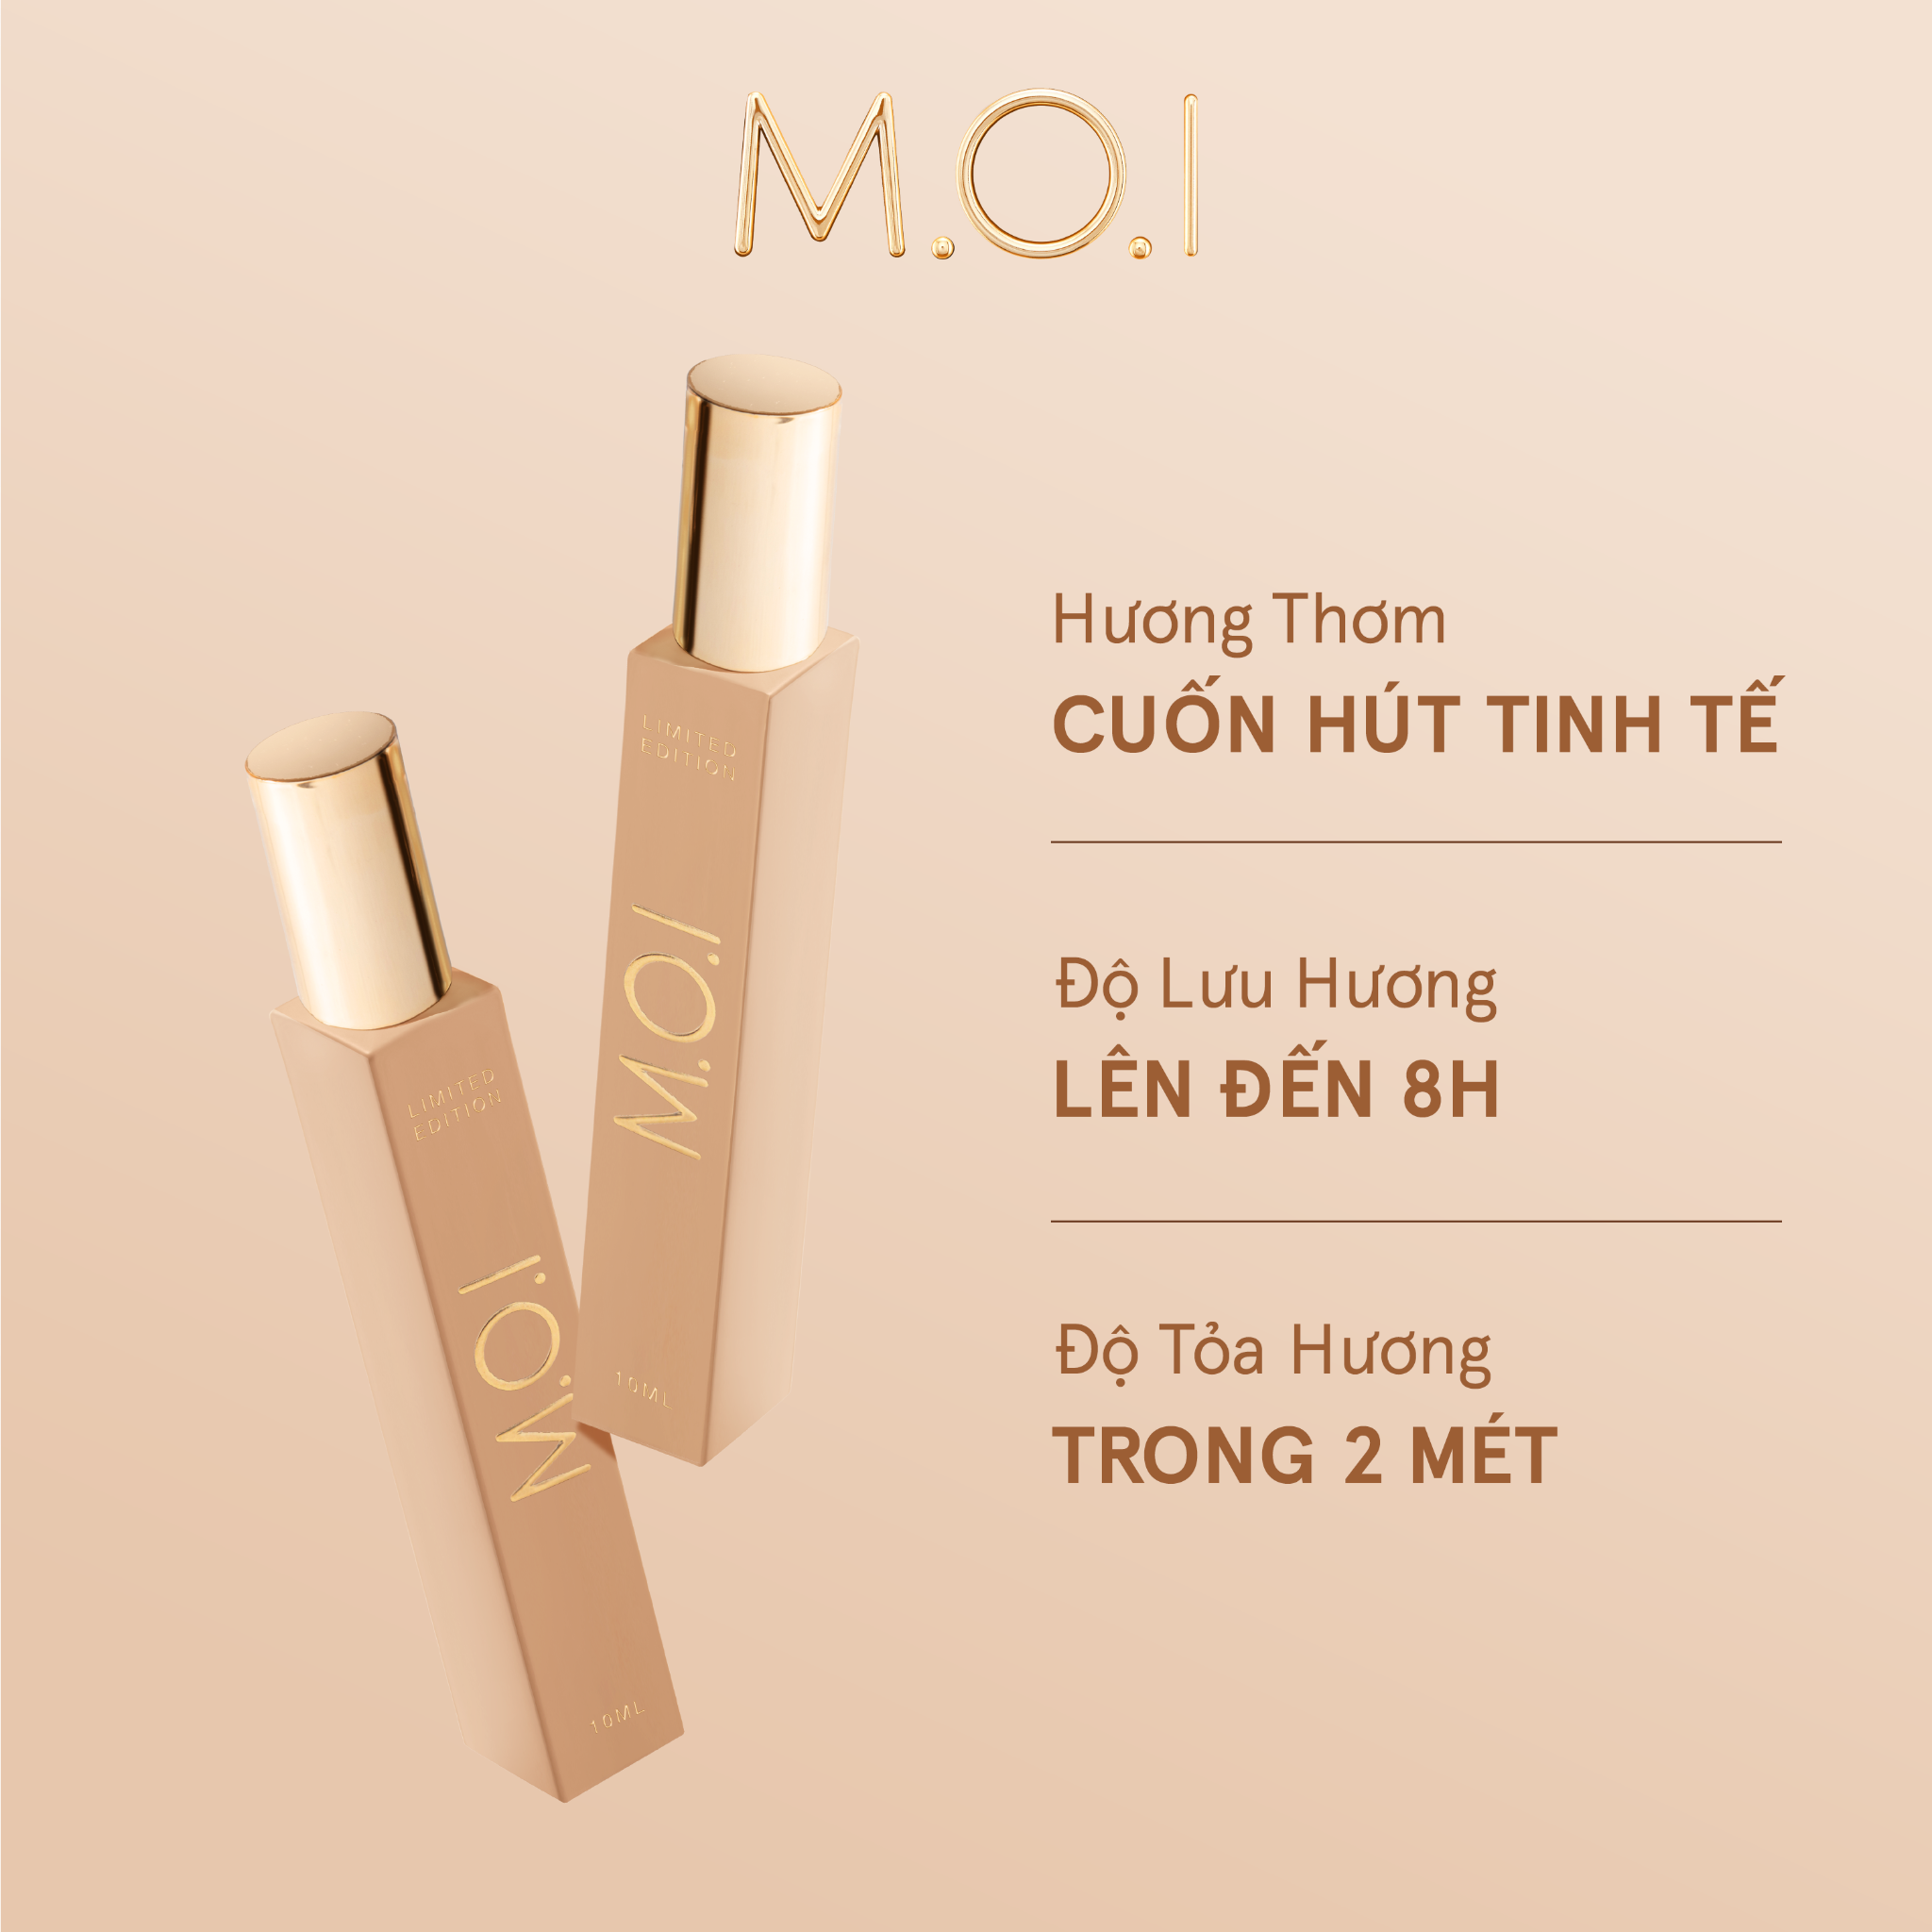 M.O.I
LIMITED
EDITION
M.O.I
10ML
LIMITED
EDITION
M.O.I
10ML
Hương Thơm
CUỐN HÚT TINH TẾ
Độ Lưu Hương
LÊN ĐẾN 8H
Độ Tỏa Hương
TRONG 2 MÉT